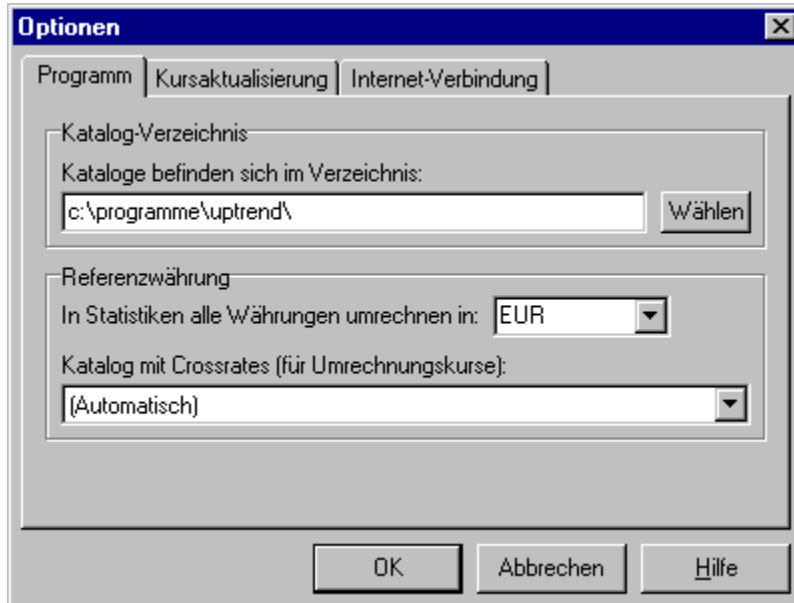 Optionen
Programm Kursaktualisierung Internet-Verbindung
Katalog-Verzeichnis
Kataloge befinden sich im Verzeichnis:
c:\programme\uptrend\ Wählen
Referenzwährung
In Statistiken alle Währungen umrechnen in: EUR
Katalog mit Crossrates (für Umrechnungskurse):
(Automatisch)
OK Abbrechen Hilfe